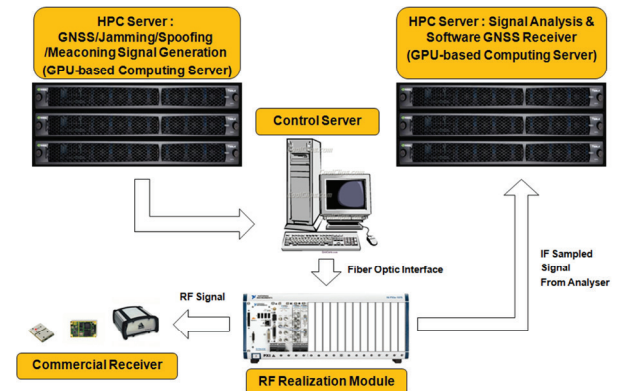 HPC Server :
GNSS/Jamming/Spoofing
/Meaconing Signal Generation
(GPU-based Computing Server)
HPC Server : Signal Analysis &
Software GNSS Receiver
(GPU-based Computing Server)
Control Server
Fiber Optic Interface
IF Sampled
Signal
From Analyser
RF Signal
Commercial Receiver
RF Realization Module